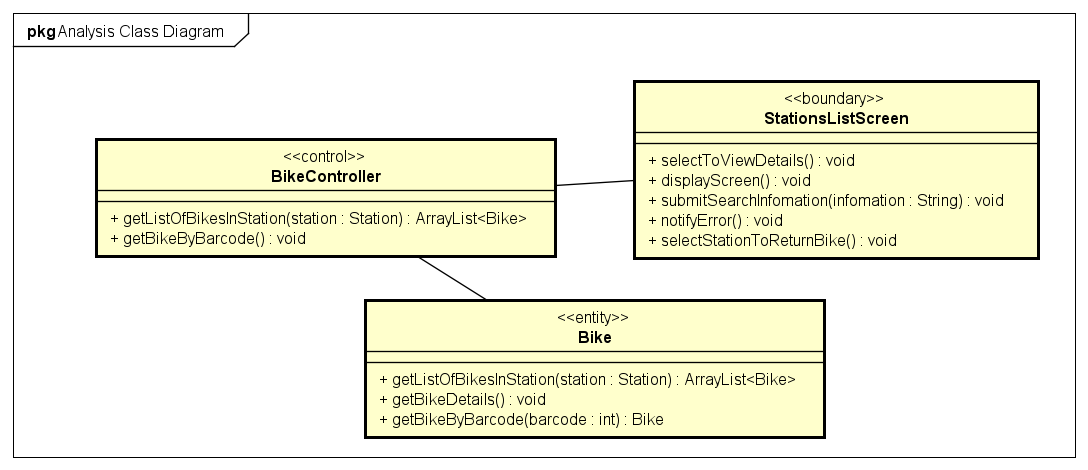 pkg Analysis Class Diagram
<<boundary>>
StationsListScreen
+ selectToViewDetails() : void
+ displayScreen() : void
+ submitSearchInfomation(infomation : String) : void
+ notifyError() : void
+ selectStationToReturnBike() : void
<<control>>
BikeController
+ getListOfBikesInStation(station : Station) : ArrayList<Bike>
+ getBikeByBarcode() : void
<<entity>>
Bike
+ getListOfBikesInStation(station : Station) : ArrayList<Bike>
+ getBikeDetails() : void
+ getBikeByBarcode(barcode : int) : Bike